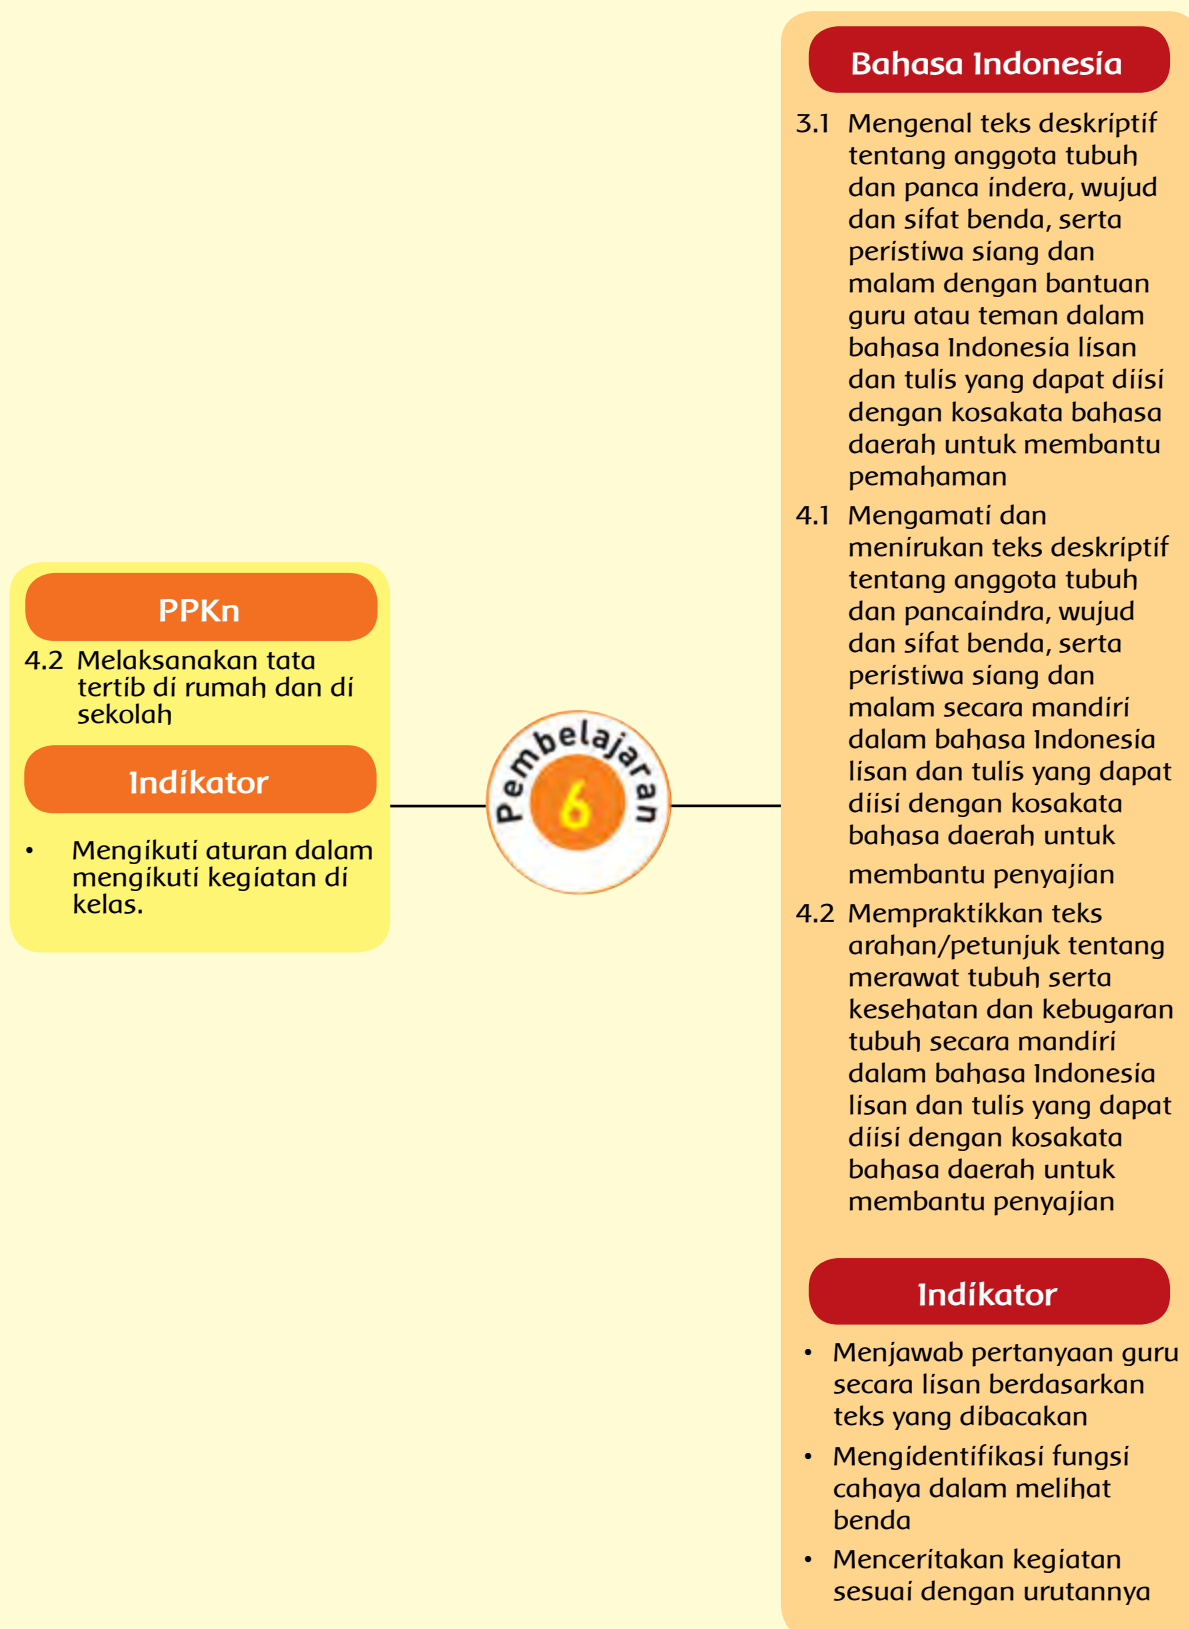 PPKn
4.2 Melaksanakan tata
tertib di rumah dan di
sekolah
Indikator
• Mengikuti aturan dalam
mengikuti kegiatan di
kelas.
Pembelajaran
6
Bahasa Indonesia
3.1 Mengenal teks deskriptif
tentang anggota tubuh
dan panca indera, wujud
dan sifat benda, serta
peristiwa siang dan
malam dengan bantuan
guru atau teman dalam
bahasa Indonesia lisan
dan tulis yang dapat diisi
dengan kosakata bahasa
daerah untuk membantu
pemahaman
4.1 Mengamati dan
menirukan teks deskriptif
tentang anggota tubuh
dan pancaindra, wujud
dan sifat benda, serta
peristiwa siang dan
malam secara mandiri
dalam bahasa Indonesia
lisan dan tulis yang dapat
diisi dengan kosakata
bahasa daerah untuk
membantu penyajian
4.2 Mempraktikkan teks
arahan/petunjuk tentang
merawat tubuh serta
kesehatan dan kebugaran
tubuh secara mandiri
dalam bahasa Indonesia
lisan dan tulis yang dapat
diisi dengan kosakata
bahasa daerah untuk
membantu penyajian
Indikator
• Menjawab pertanyaan guru
secara lisan berdasarkan
teks yang dibacakan
• Mengidentifikasi fungsi
cahaya dalam melihat
benda
• Menceritakan kegiatan
sesuai dengan urutannya